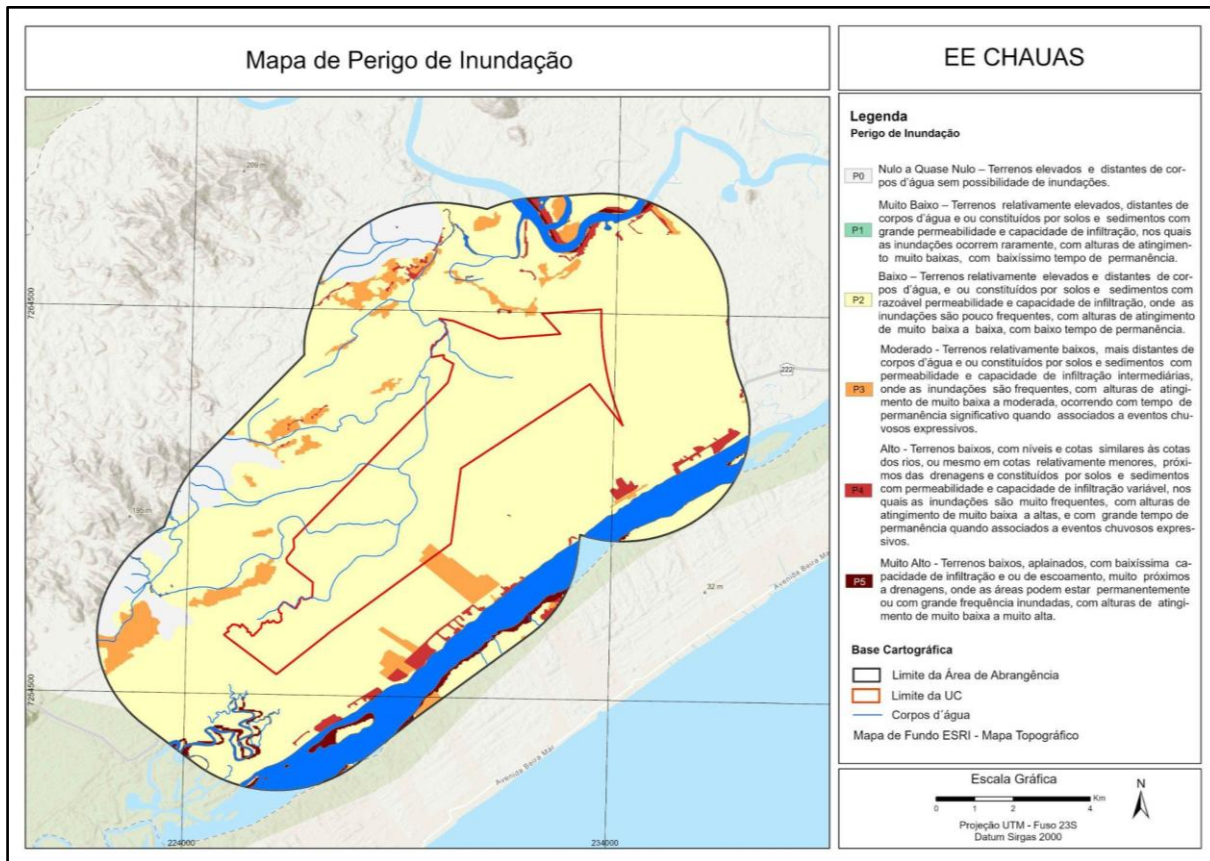 Mapa de Perigo de Inundação
EE CHAUAS
209 m
7264500
222
195 m
32 m
Avenida Beira Mar
Avenida Beira Mar
7254500
224000
234000
Legenda
Perigo de Inundação
P0
Nulo a Quase Nulo – Terrenos elevados e distantes de cor-
pos d'água sem possibilidade de inundações.
P1
Muito Baixo – Terrenos relativamente elevados, distantes de
corpos d'água e ou constituídos por solos e sedimentos com
grande permeabilidade e capacidade de infiltração, nos quais
as inundações ocorrem raramente, com alturas de atingimen-
to muito baixas, com baixíssimo tempo de permanência.
P2
Baixo – Terrenos relativamente elevados e distantes de cor-
pos d'água, e ou constituídos por solos e sedimentos com
razoável permeabilidade e capacidade de infiltração, onde as
inundações são pouco frequentes, com alturas de atingimento
de muito baixa a baixa, com baixo tempo de permanência.
P3
Moderado - Terrenos relativamente baixos, mais distantes de
corpos d'água e ou constituídos por solos e sedimentos com
permeabilidade e capacidade de infiltração intermediárias,
onde as inundações são frequentes, com alturas de atingi-
mento de muito baixa a moderada, ocorrendo com tempo de
permanência significativo quando associados a eventos chu-
vosos expressivos.
P4
Alto - Terrenos baixos, com níveis e cotas similares às cotas
dos rios, ou mesmo em cotas relativamente menores, próxi-
mos das drenagens e constituídos por solos e sedimentos
com permeabilidade e capacidade de infiltração variável, nos
quais as inundações são muito frequentes, com alturas de
atingimento de muito baixa a altas, e com grande tempo de
permanência quando associados a eventos chuvosos expres-
sivos.
P5
Muito Alto - Terrenos baixos, aplainados, com baixíssima ca-
pacidade de infiltração e ou de escoamento, muito próximos
a drenagens, onde as áreas podem estar permanentemente
ou com grande frequência inundadas, com alturas de atingi-
mento de muito baixa a muito alta.
Base Cartográfica
Limite da Área de Abrangência
Limite da UC
Corpos d´água
Mapa de Fundo ESRI - Mapa Topográfico
Escala Gráfica
0 1 2 4 Km
N
Projeção UTM - Fuso 23S
Datum Sirgas 2000